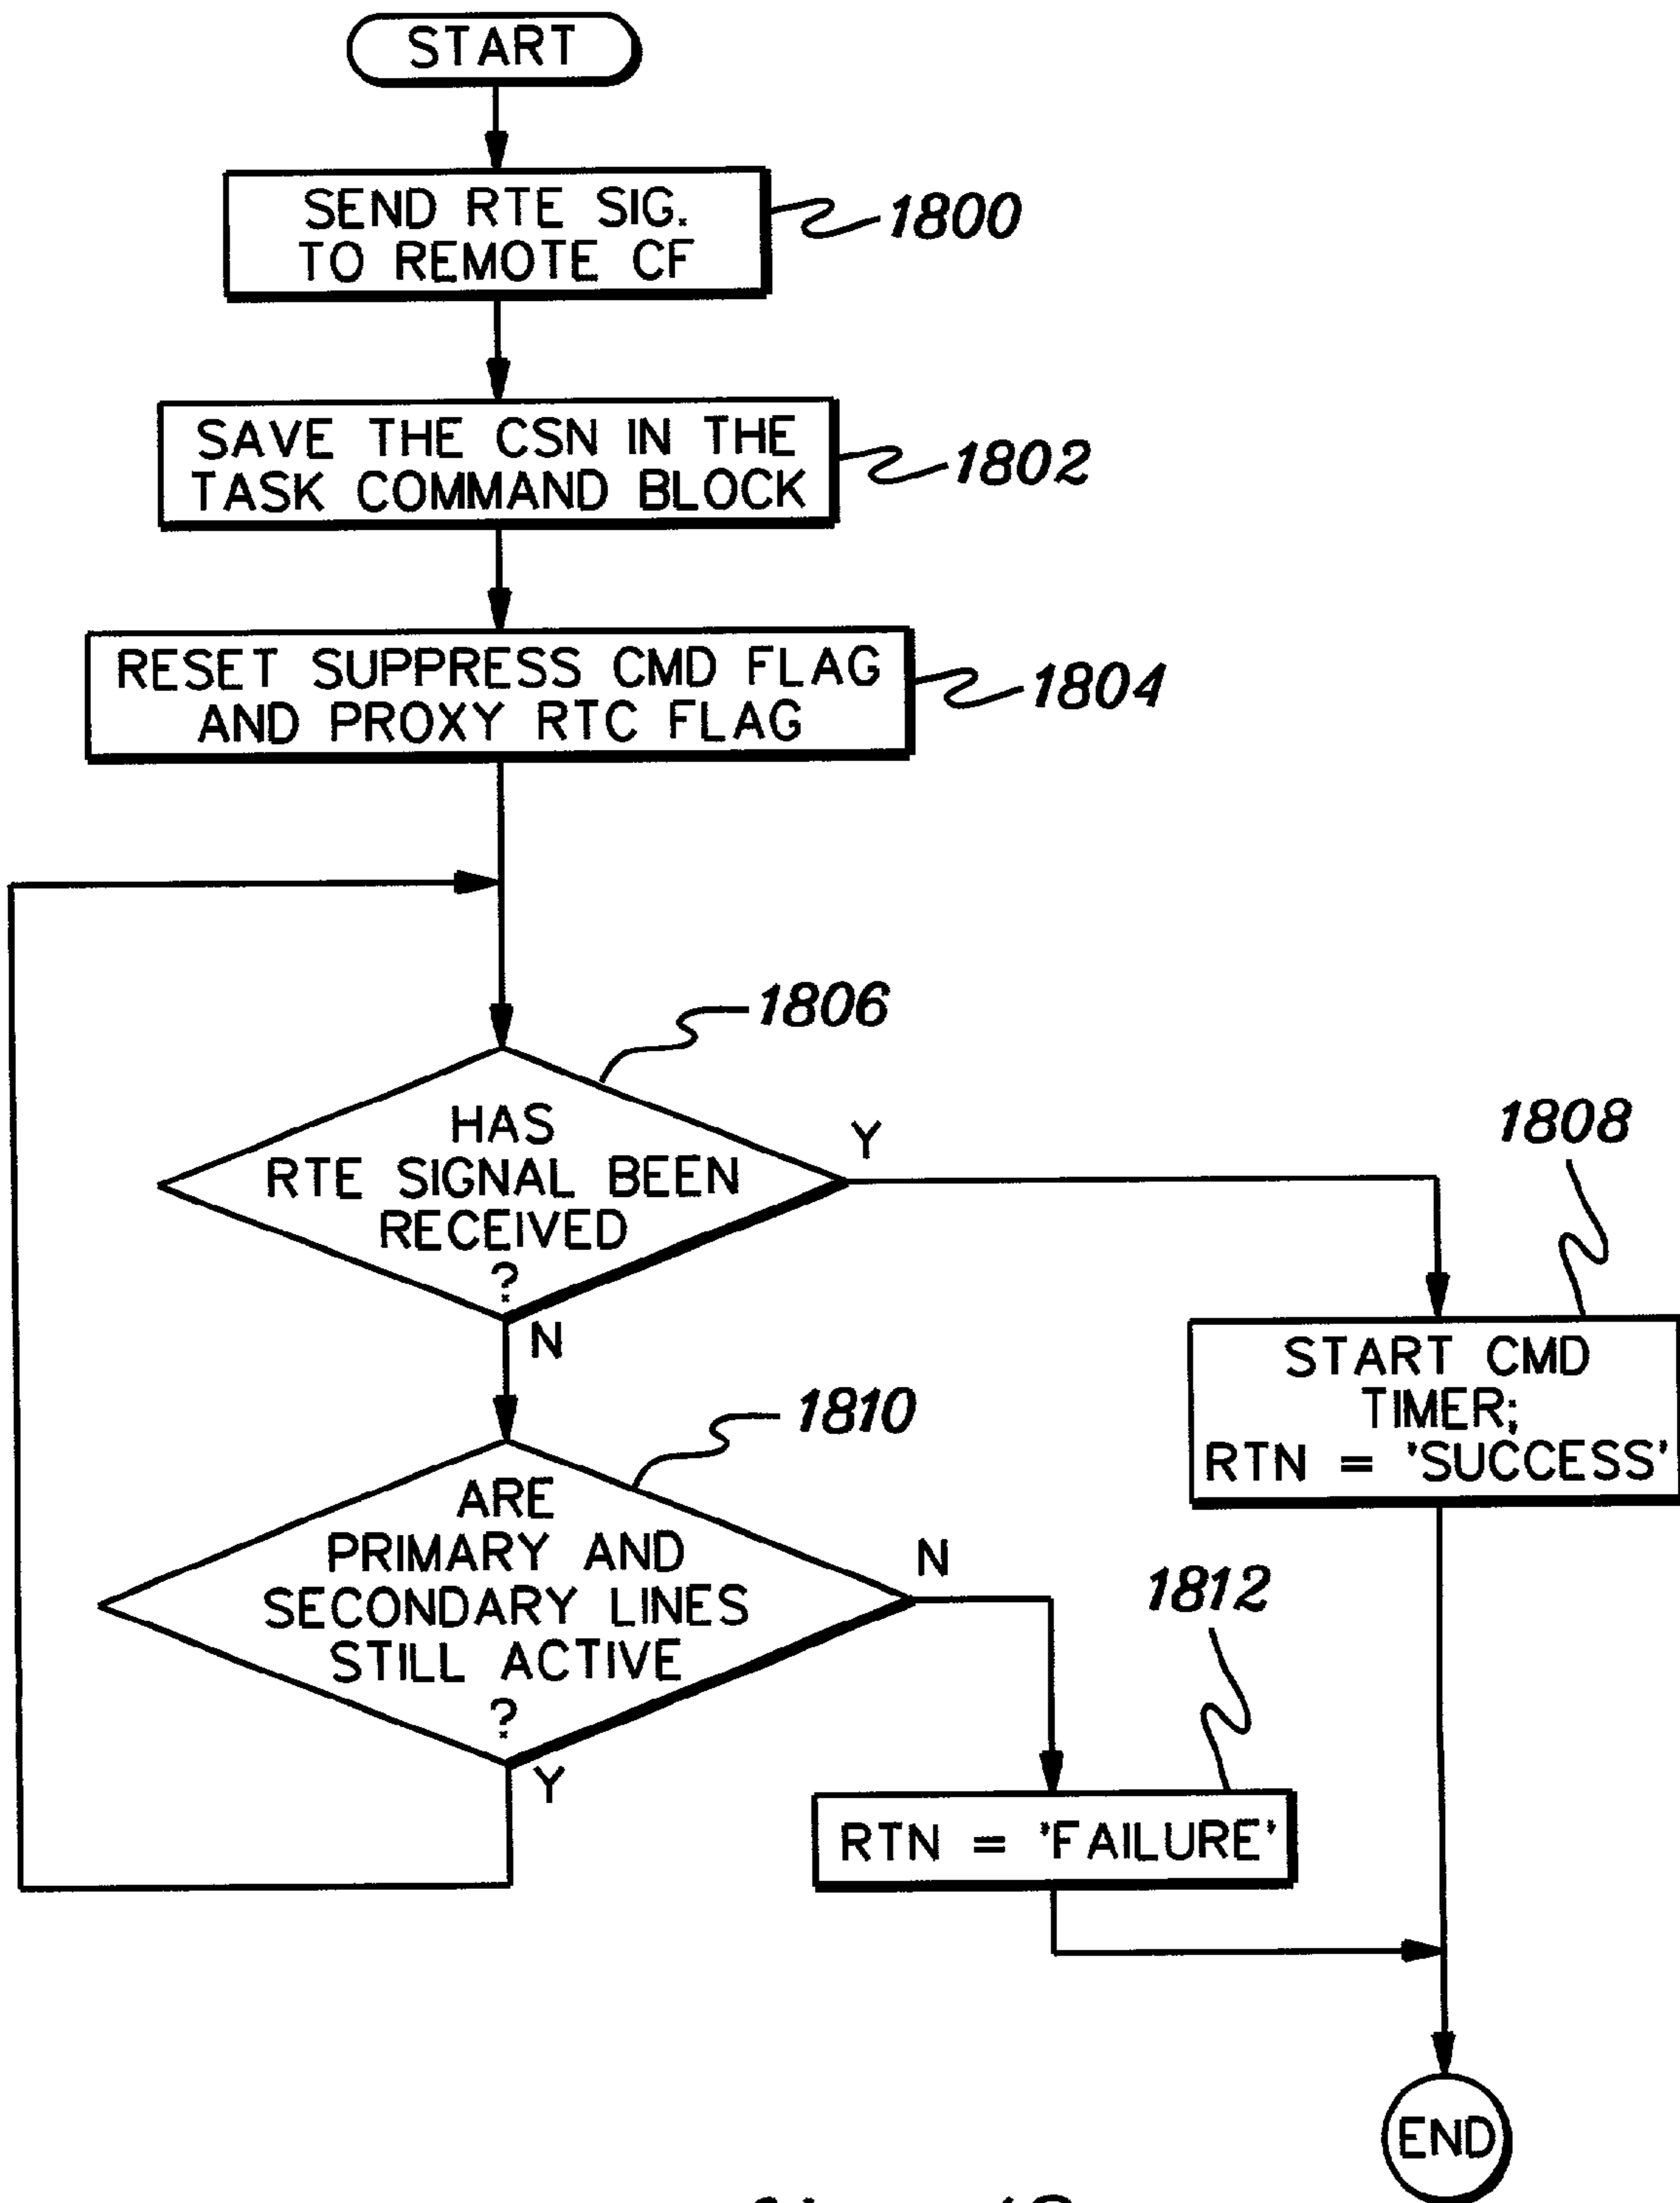 START
SEND RTE SIG.
TO REMOTE CF
1800
SAVE THE CSN IN THE
TASK COMMAND BLOCK
1802
RESET SUPPRESS CMD FLAG
AND PROXY RTC FLAG
1804
1806
HAS
RTE SIGNAL BEEN
RECEIVED
?
Y
N
1808
START CMD
TIMER;
RTN = 'SUCCESS'
1810
ARE
PRIMARY AND
SECONDARY LINES
STILL ACTIVE
?
N
Y
1812
RTN = 'FAILURE'
END